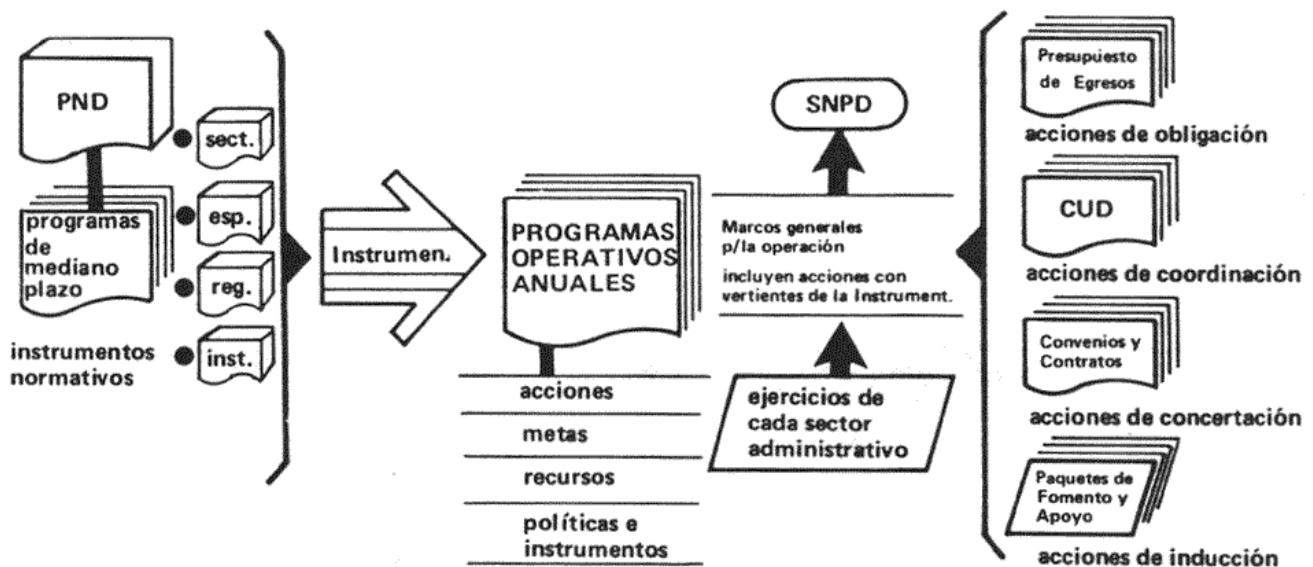 PND
programas
de
mediano
plazo
instrumentos
normativos
sect.
esp.
reg.
inst.
Instrumen.
PROGRAMAS
OPERATIVOS
ANUALES
acciones
metas
recursos
políticas e
instrumentos
SNPD
Marcos generales
p/la operación
incluyen acciones con
vertientes de la Instrument.
ejercicios de
cada sector
administrativo
Presupuesto
de Egresos
acciones de obligación
CUD
acciones de coordinación
Convenios y
Contratos
acciones de concertación
Paquetes de
Fomento y
Apoyo
acciones de inducción